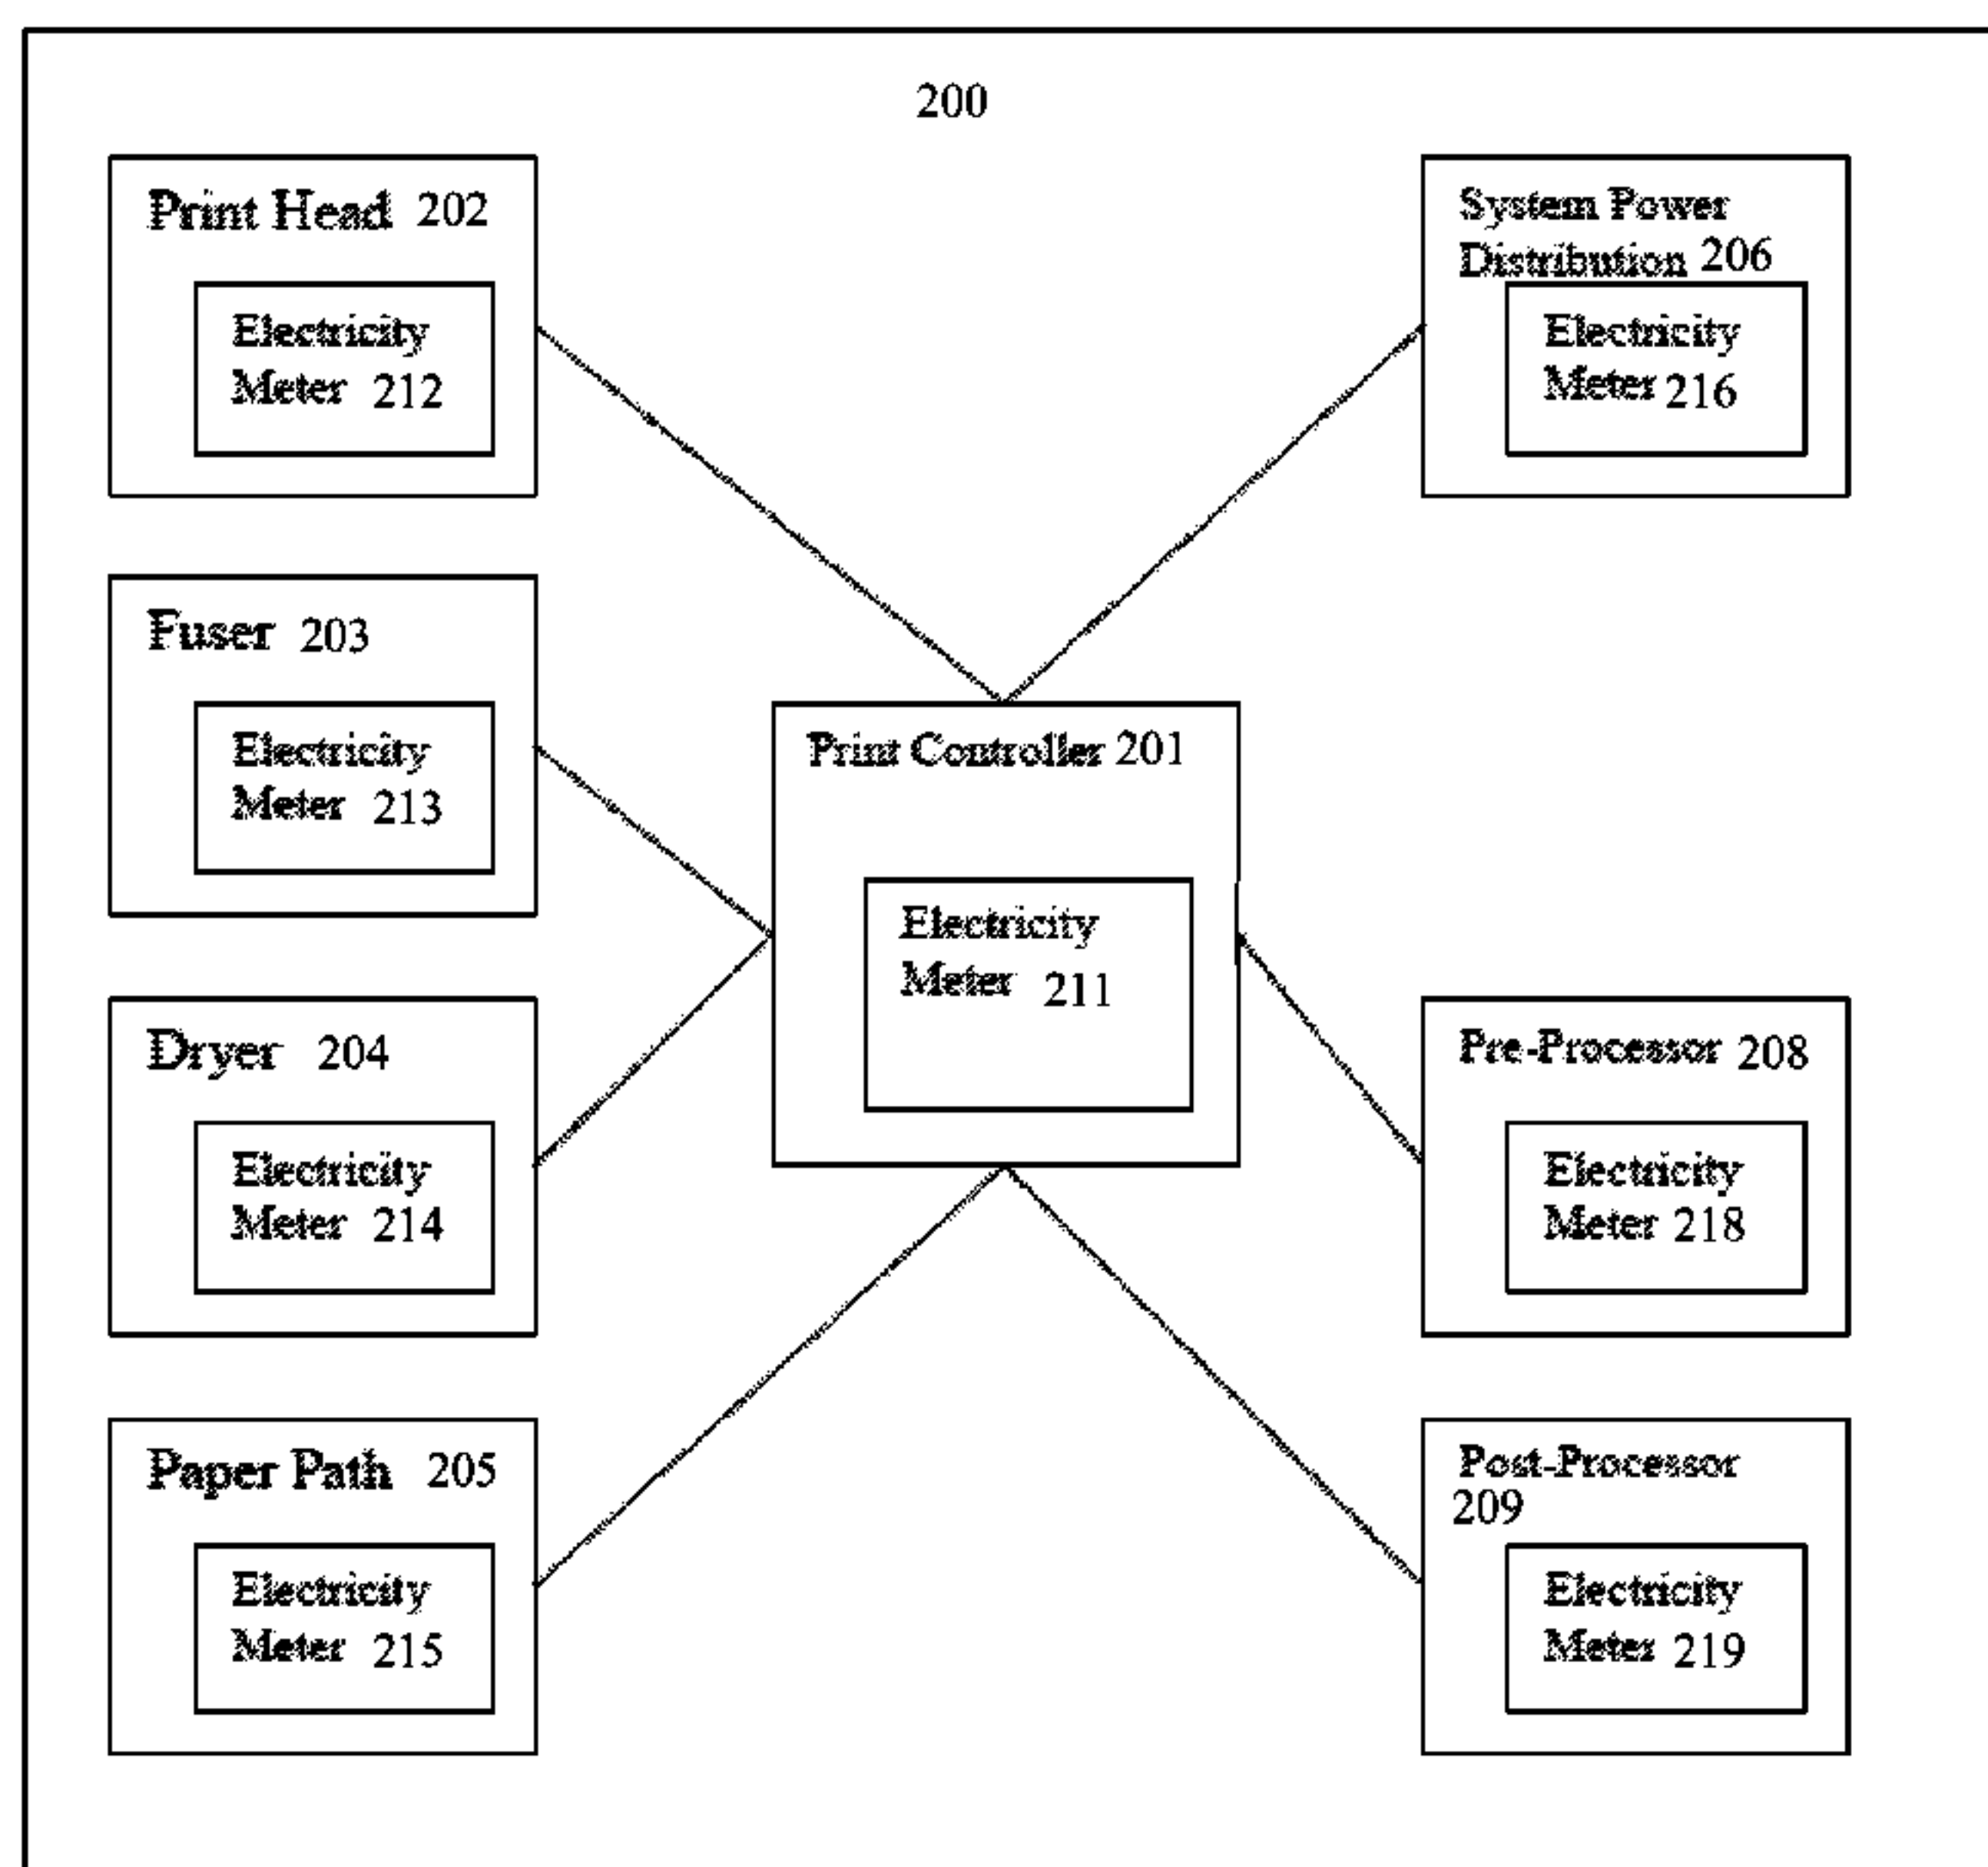 200
Print Head 202
Electricity
Meter 212
System Power
Distribution 206
Electricity
Meter 216
Fuser 203
Electricity
Meter 213
Print Controller 201
Electricity
Meter 211
Dryer 204
Electricity
Meter 214
Pre-Processor 208
Electricity
Meter 218
Paper Path 205
Electricity
Meter 215
Post-Processor
209
Electricity
Meter 219